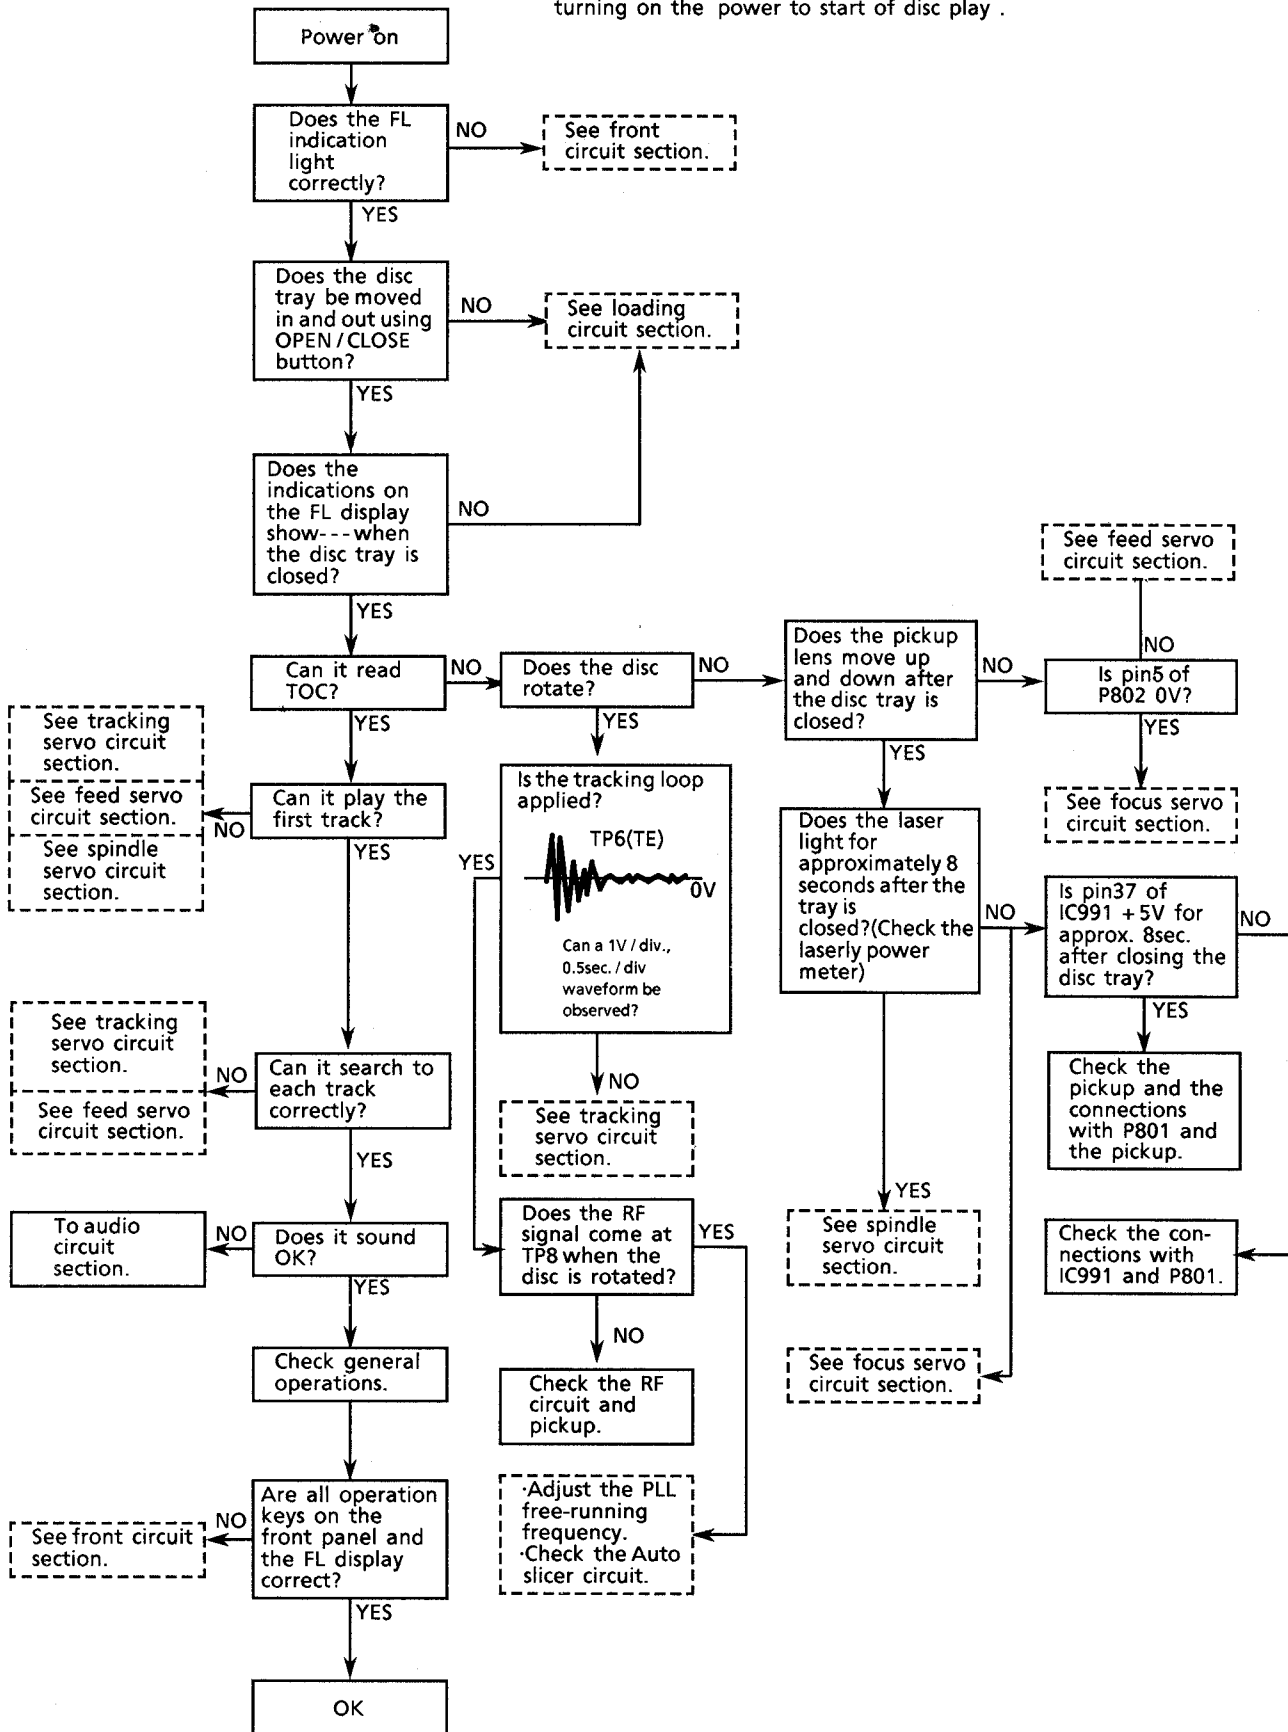 turning on the power to start of disc play .
Power on
Does the FL
indication
light
correctly?
NO
See front
circuit section.
YES
Does the disc
tray be moved
in and out using
OPEN / CLOSE
button?
NO
See loading
circuit section.
YES
Does the
indications on
the FL display
show---when
the disc tray is
closed?
NO
YES
Can it read
TOC?
NO
Does the disc
rotate?
NO
Does the pickup
lens move up
and down after
the disc tray is
closed?
NO
Is pin5 of
P802 0V?
NO
See feed servo
circuit section.
YES
See focus servo
circuit section.
YES
Does the laser
light for
approximately 8
seconds after the
tray is
closed?(Check the
laserly power
meter)
NO
Is pin37 of
IC991 +5V for
approx. 8sec.
after closing the
disc tray?
NO
YES
Check the
pickup and the
connections
with P801 and
the pickup.
Check the con-
nections with
IC991 and P801.
YES
See spindle
servo circuit
section.
See focus servo
circuit section.
YES
Is the tracking loop
applied?
TP6(TE)
0V
Can a 1V / div.,
0.5sec. / div
waveform be
observed?
YES
NO
See tracking
servo circuit
section.
Does the RF
signal come at
TP8 when the
disc is rotated?
YES
NO
Check the RF
circuit and
pickup.
·Adjust the PLL
free-running
frequency.
·Check the Auto
slicer circuit.
YES
Can it play the
first track?
NO
See tracking
servo circuit
section.
See feed servo
circuit section.
See spindle
servo circuit
section.
YES
Can it search to
each track
correctly?
NO
See tracking
servo circuit
section.
See feed servo
circuit section.
YES
Does it sound
OK?
NO
To audio
circuit
section.
YES
Check general
operations.
Are all operation
keys on the
front panel and
the FL display
correct?
NO
See front circuit
section.
YES
OK